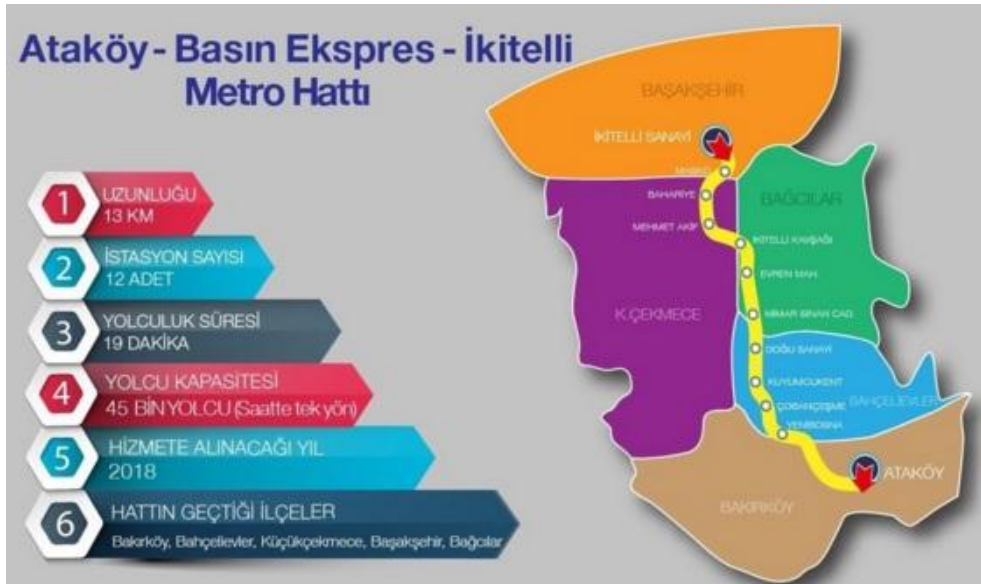 Ataköy - Basın Ekspres - İkitelli
Metro Hattı
1
UZUNLUĞU
13 KM
2
İSTASYON SAYISI
12 ADET
3
YOLCULUK SÜRESİ
19 DAKİKA
4
YOLCU KAPASİTESİ
45 BİN YOLCU (Saatte tek yön)
5
HİZMETE ALINACAĞI YIL
2018
6
HATTIN GEÇTİĞİ İLÇELER
Bakırköy, Bahçelievler, Küçükçekmece, Başakşehir, Bağcılar
BAŞAKŞEHİR
İKİTELLİ SANAYİ
BAHARİYE
BAĞCILAR
MEHMET AKİF
İKİTELLİ KAVŞAĞI
EVREN MAH.
K.ÇEKMECE
MİMAR SİNAN CAD.
DOĞU SANAYİ
KUYUMCUKENT
BAHÇELİEVLER
ÇOBANÇEŞME
YENİBOSNA
ATAKÖY
BAKIRKÖY